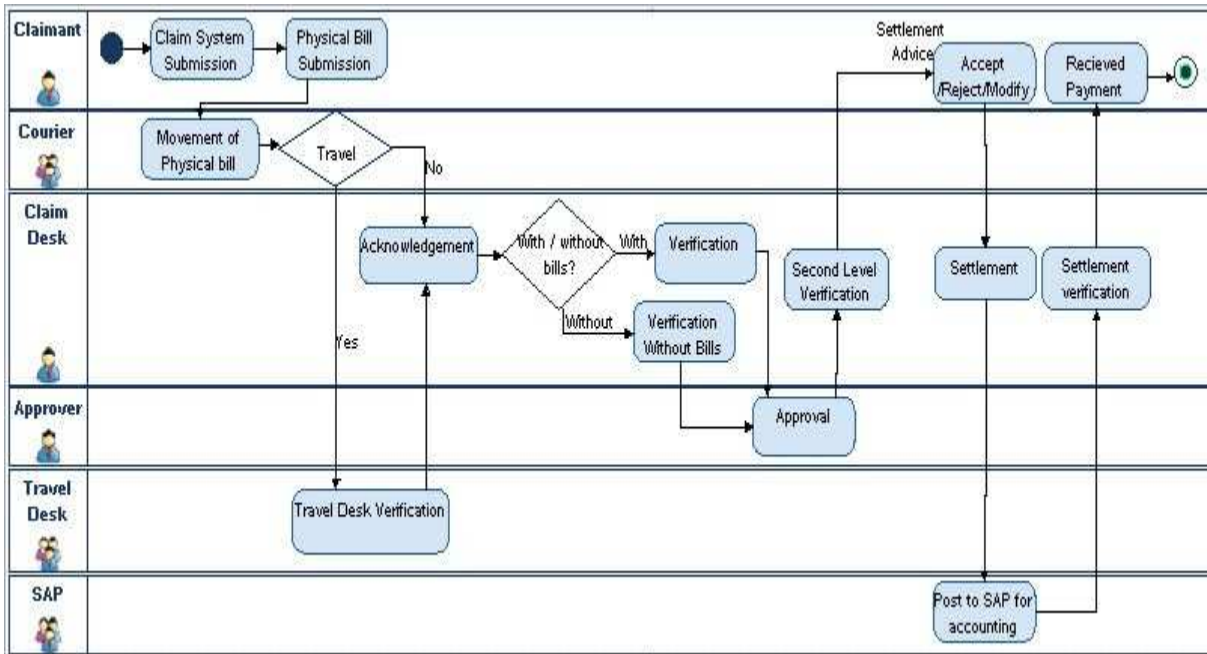 Claimant
Claim System
Submission
Physical Bill
Submission
Settlement
Advice
Accept
/Reject/Modify
Recieved
Payment
Courier
Movement of
Physical bill
Travel
No
Claim
Desk
Acknowledgement
With / without
bills?
With
Verification
Second Level
Verification
Settlement
Settlement
verification
Without
Verification
Without Bills
Yes
Approver
Approval
Travel
Desk
Travel Desk Verification
SAP
Post to SAP for
accounting